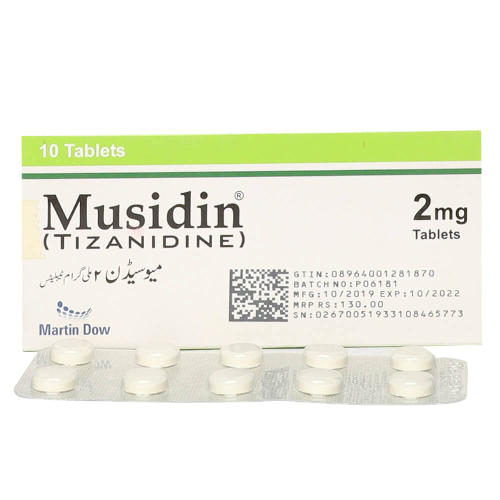 10 Tablets
Musidin®
(TIZANIDINE)
2mg
Tablets
میوسیڈن ۲ ملی گرام ٹیبلیٹس
GTIN:08964001281870
BATCH NO:P06181
MFG:10/2019 EXP:10/2022
MRP RS:130.00
SN:02670051933108465773
Martin Dow